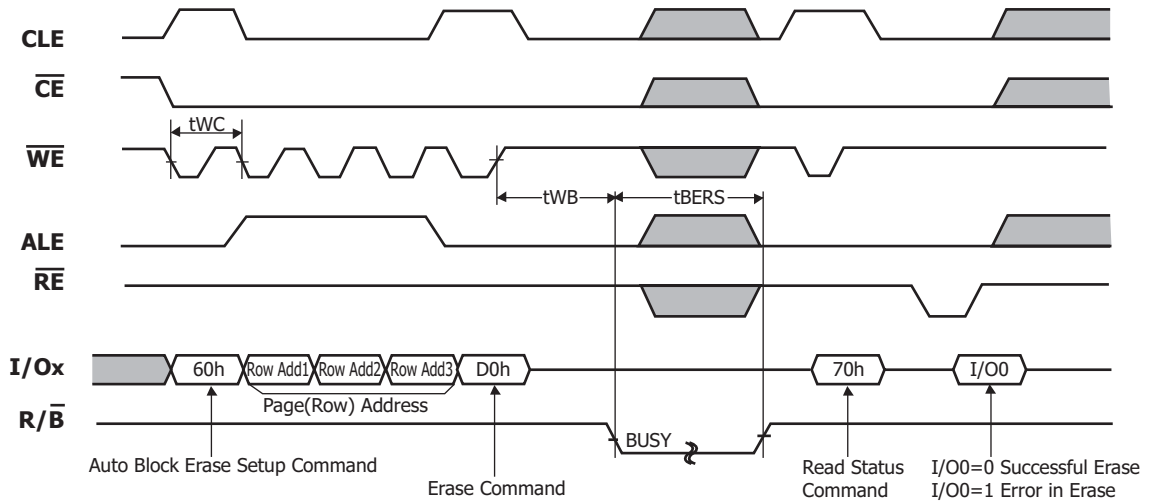 CLE
CE
tWC
WE
tWB
tBERS
ALE
RE
I/Ox
60h
Row Add1
Row Add2
Row Add3
D0h
70h
I/O0
Page(Row) Address
R/B
BUSY
Auto Block Erase Setup Command
Erase Command
Read Status
Command
I/O0=0 Successful Erase
I/O0=1 Error in Erase